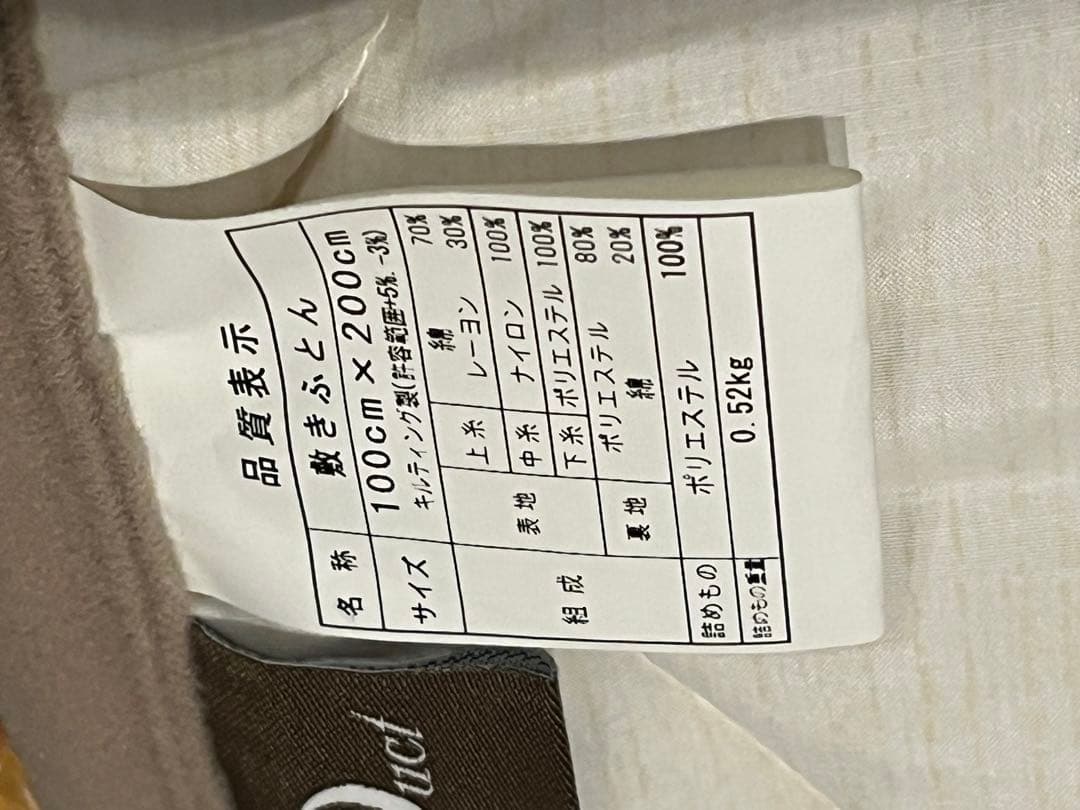 品質表示
名称 敷きふとん
サイズ 100cm×200cm
キルティング製(許容範囲+5%.-3%)
組成 表地 上糸 綿 70%
レーヨン 30%
中糸 ナイロン 100%
下糸 ポリエステル 100%
裏地 ポリエステル 80%
綿 20%
詰めもの ポリエステル 100%
詰めもの重量 0.52kg